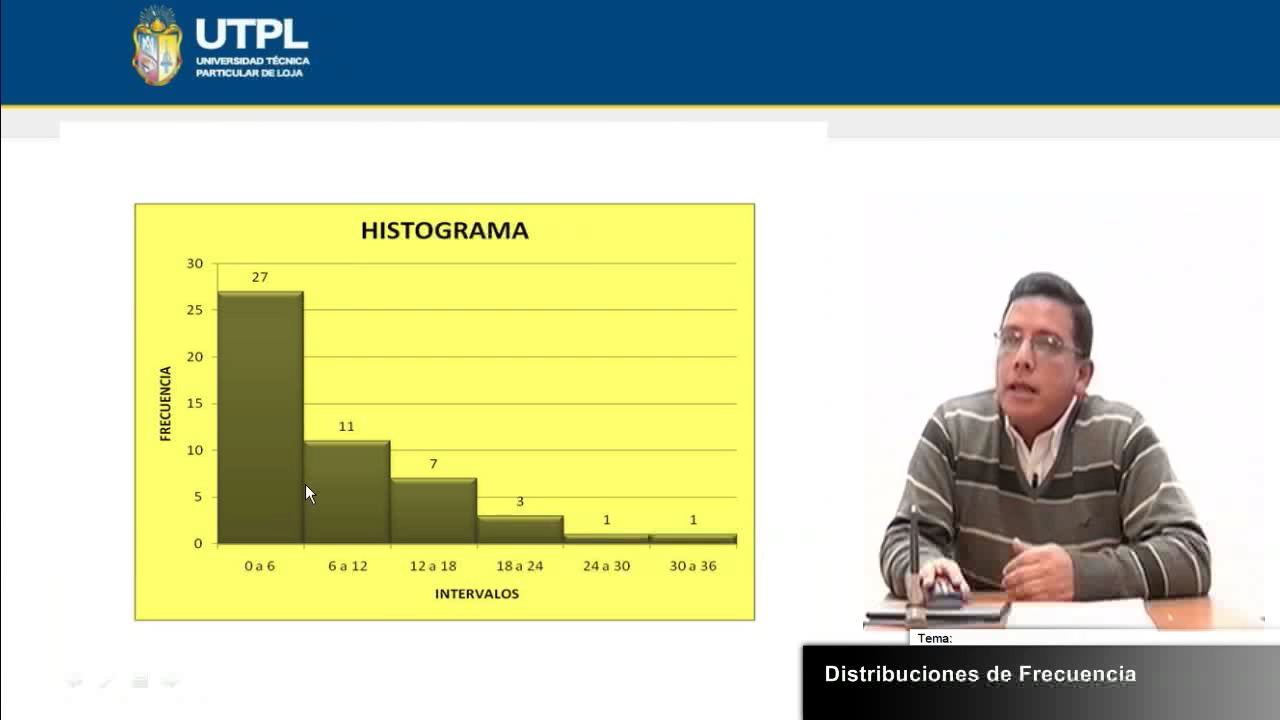 UTPL
UNIVERSIDAD TÉCNICA
PARTICULAR DE LOJA
HISTOGRAMA
30
25
20
15
10
5
0
FRECUENCIA
27
11
7
3
1
1
0 a 6
6 a 12
12 a 18
18 a 24
24 a 30
30 a 36
INTERVALOS
Tema:
Distribuciones de Frecuencia